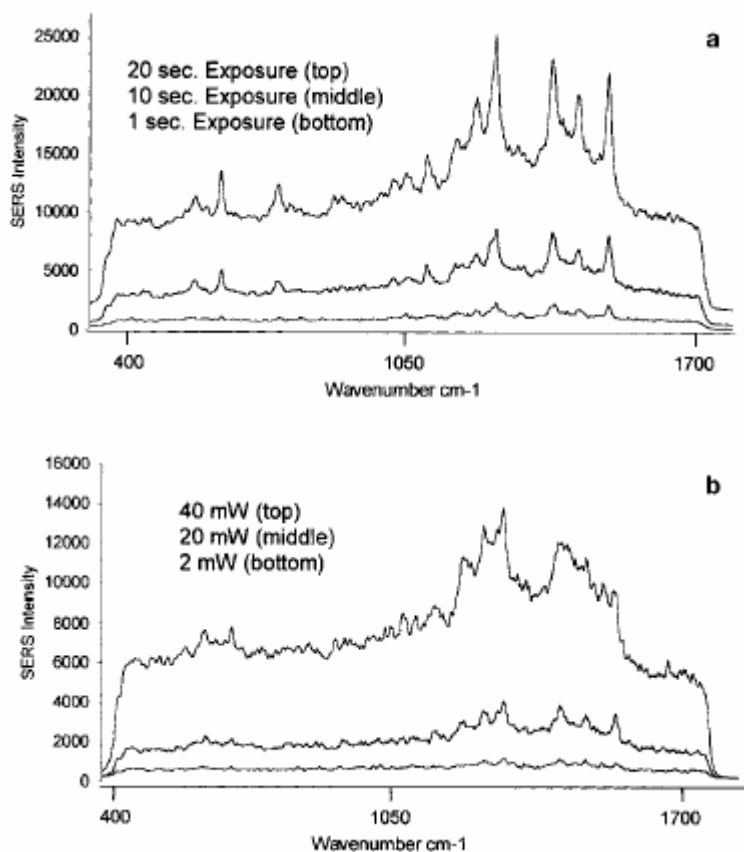 a
25000
20 sec. Exposure (top)
10 sec. Exposure (middle)
1 sec. Exposure (bottom)
20000
15000
10000
5000
0
SERS Intensity
400 1050 1700
Wavenumber cm-1
b
16000
14000
40 mW (top)
20 mW (middle)
2 mW (bottom)
12000
10000
8000
6000
4000
2000
0
SERS Intensity
400 1050 1700
Wavenumber cm-1